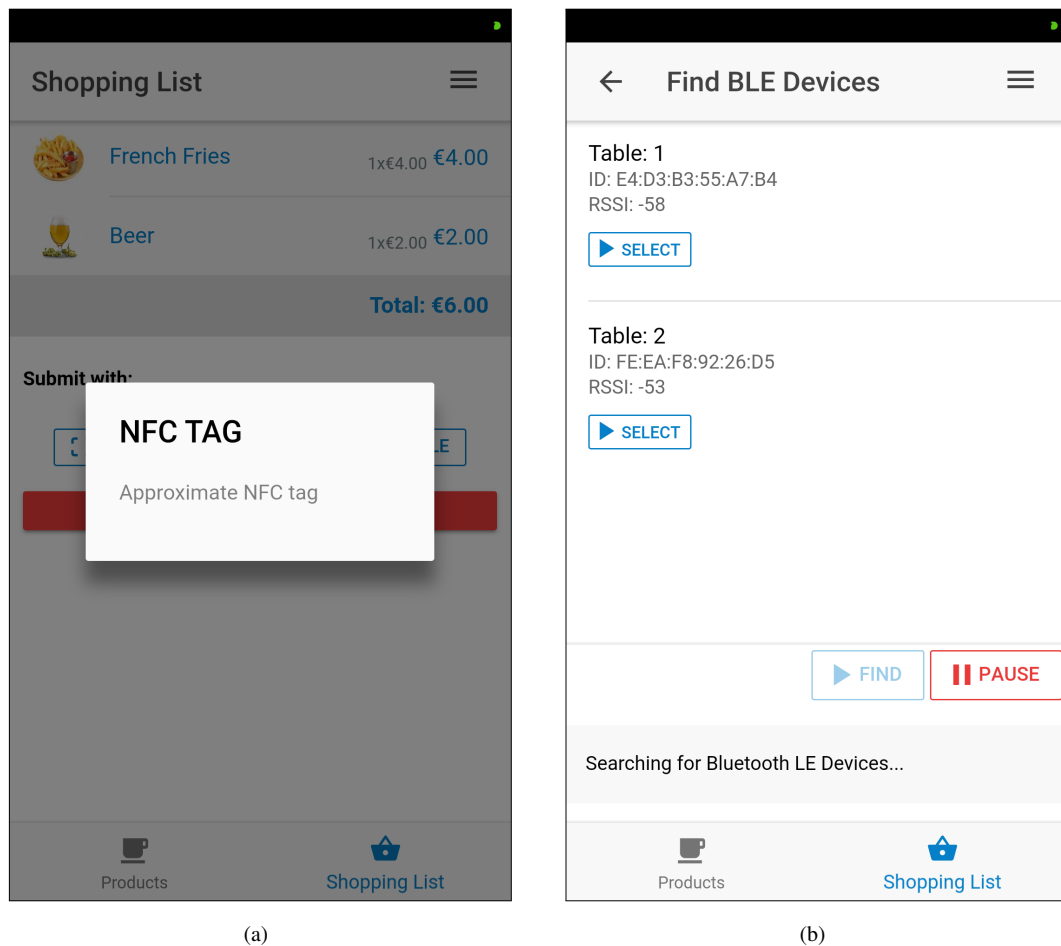 Shopping List
French Fries
1x€4.00 €4.00
Beer
1x€2.00 €2.00
Total: €6.00
Submit with:
LE
NFC TAG
Approximate NFC tag
Products
Shopping List
(a)
Find BLE Devices
Table: 1
ID: E4:D3:B3:55:A7:B4
RSSI: -58
SELECT
Table: 2
ID: FE:EA:F8:92:26:D5
RSSI: -53
SELECT
FIND
PAUSE
Searching for Bluetooth LE Devices...
Products
Shopping List
(b)